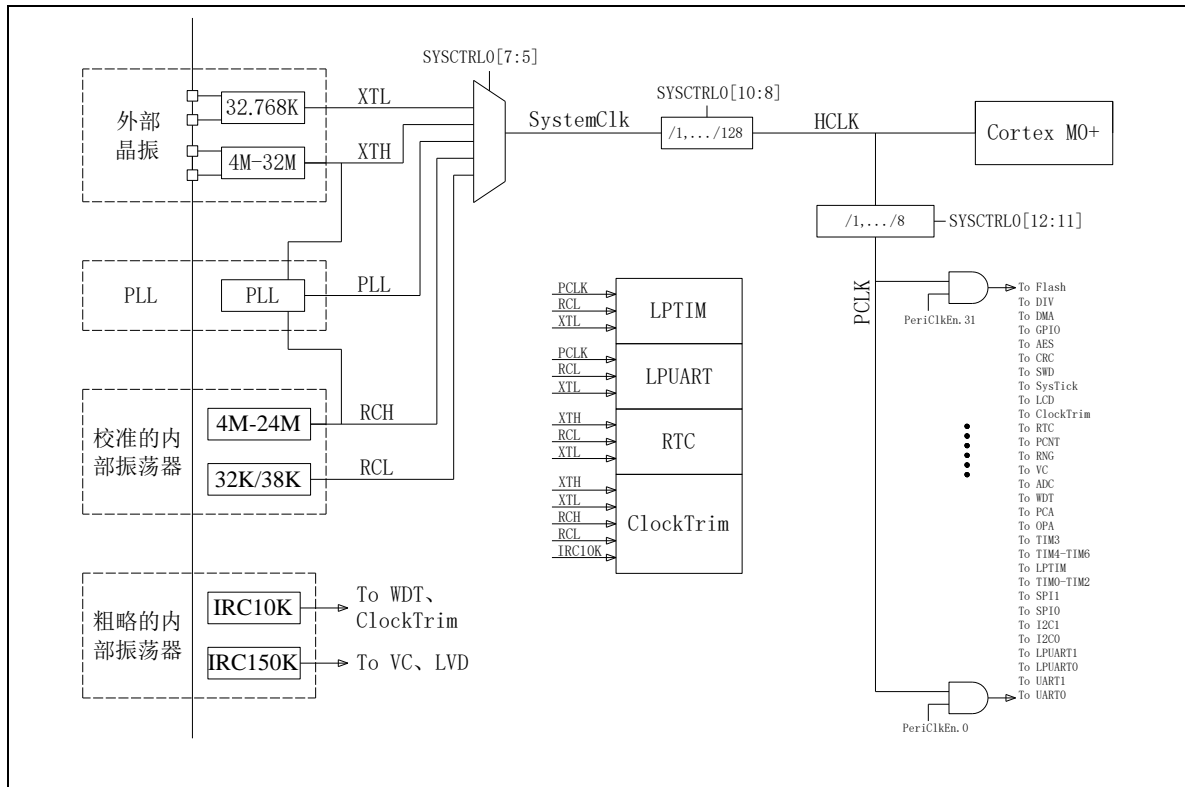 SYSCTRL0[7:5]
外部
晶振
32.768K
XTL
4M-32M
XTH
SystemClk
SYSCTRL0[10:8]
/1,.../128
HCLK
Cortex M0+
/1,.../8
SYSCTRL0[12:11]
PLL
PLL
PLL
PCLK
校准的内
部振荡器
4M-24M
RCH
32K/38K
RCL
粗略的内
部振荡器
IRC10K
To WDT、
ClockTrim
IRC150K
To VC、LVD
PCLK
RCL
XTL
LPTIM
PCLK
RCL
XTL
LPUART
XTH
RCL
XTL
RTC
XTH
XTL
RCH
RCL
IRC10K
ClockTrim
PeriClkEn.31
To Flash
To DIV
To DMA
To GPIO
To AES
To CRC
To SWD
To SysTick
To LCD
To ClockTrim
To RTC
To PCNT
To RNG
To VC
To ADC
To WDT
To PCA
To OPA
To TIM3
To TIM4-TIM6
To LPTIM
To TIM0-TIM2
To SPI1
To SPI0
To I2C1
To I2C0
To LPUART1
To LPUART0
To UART1
To UART0
PeriClkEn.0